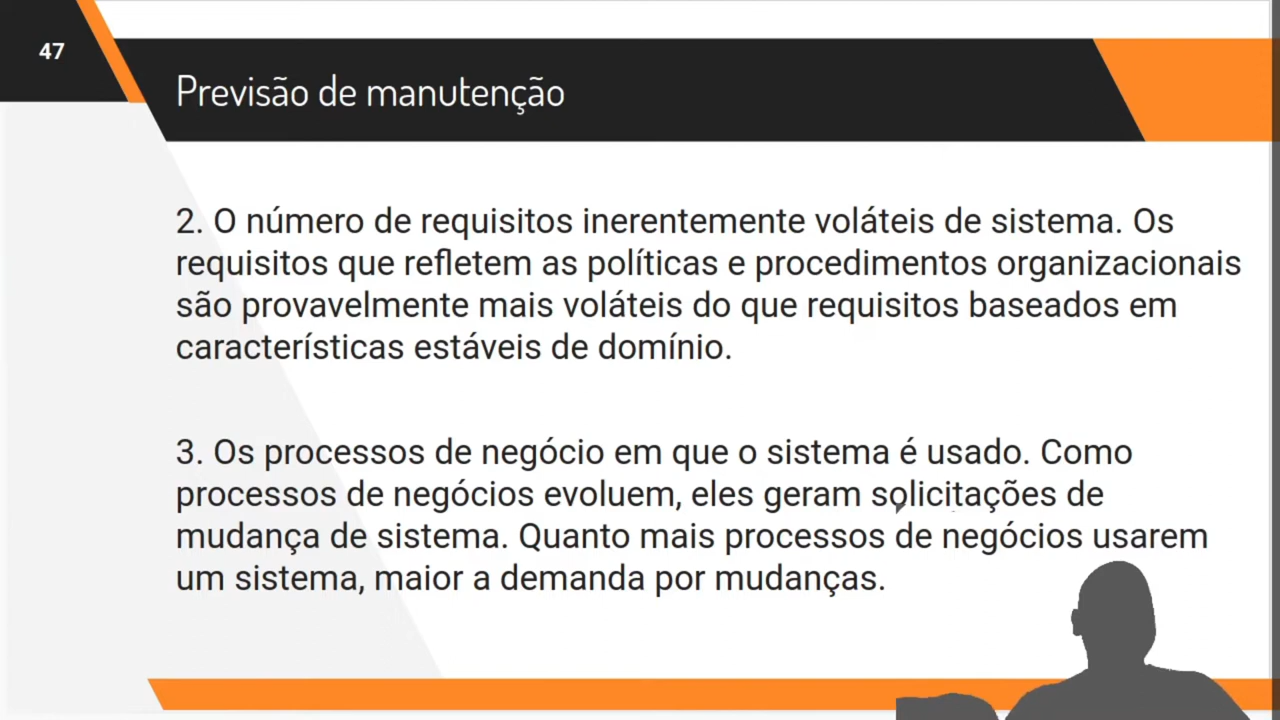 47
Previsão de manutenção
2. O número de requisitos inerentemente voláteis de sistema. Os
requisitos que refletem as políticas e procedimentos organizacionais
são provavelmente mais voláteis do que requisitos baseados em
características estáveis de domínio.
3. Os processos de negócio em que o sistema é usado. Como
processos de negócios evoluem, eles geram solicitações de
mudança de sistema. Quanto mais processos de negócios usarem
um sistema, maior a demanda por mudanças.